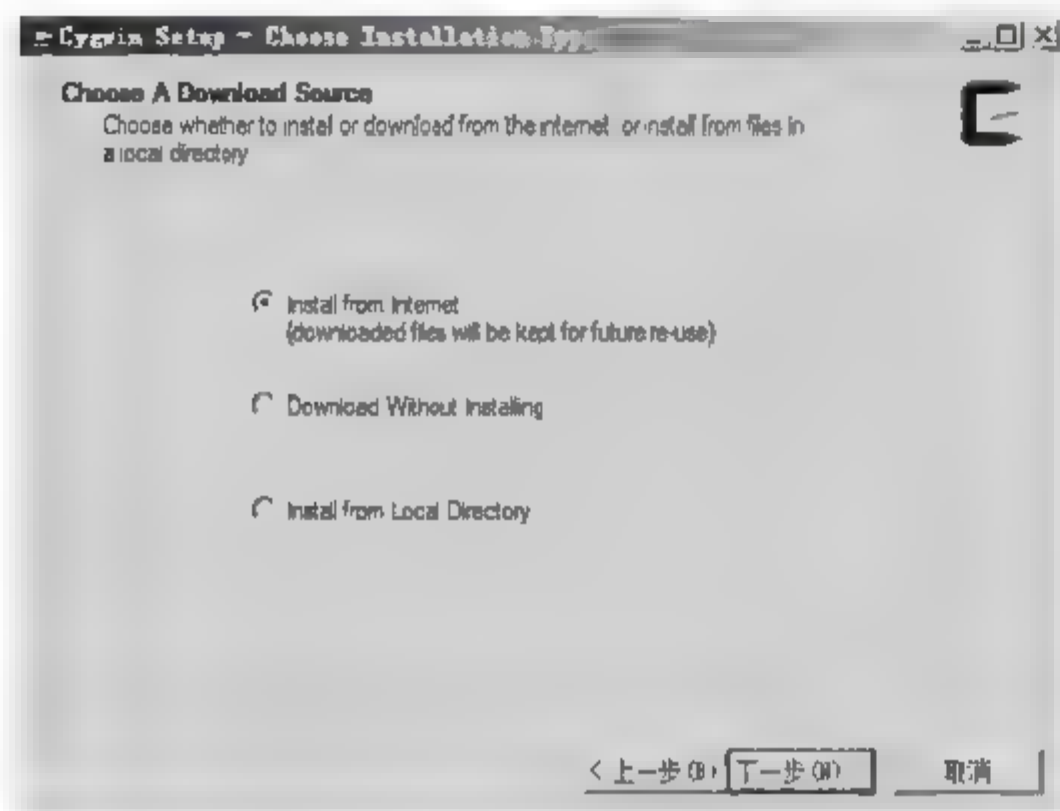 Cygwin Setup - Choose Installation Type
Choose A Download Source
Choose whether to install or download from the internet or install from files in
a local directory
Install from Internet
(downloaded files will be kept for future re-use)
Download Without Installing
Install from Local Directory
< 上一步(B) 下一步(N) 取消